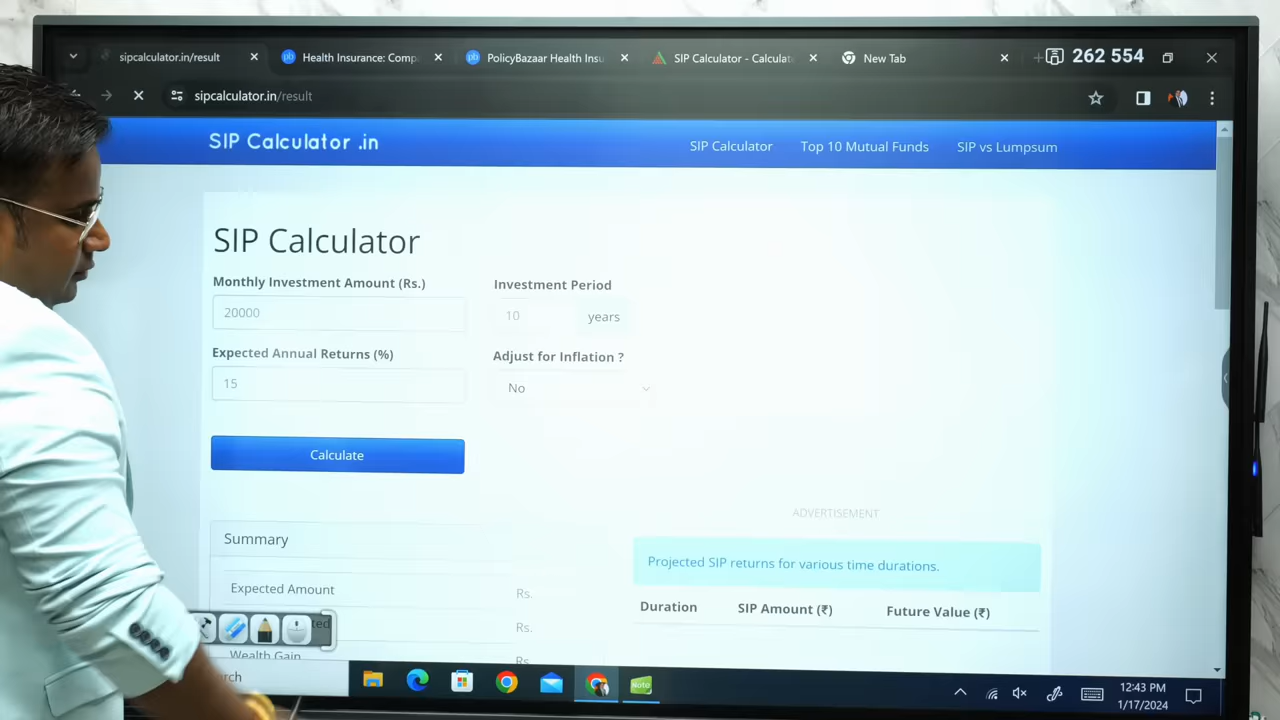 sipcalculator.in/result
Health Insurance: Comp
PolicyBazaar Health Insu
SIP Calculator - Calculat
New Tab
262 554
sipcalculator.in/result
SIP Calculator .in
SIP Calculator
Top 10 Mutual Funds
SIP vs Lumpsum
SIP Calculator
Monthly Investment Amount (Rs.)
Investment Period
20000
10
years
Expected Annual Returns (%)
Adjust for Inflation ?
15
No
Calculate
ADVERTISEMENT
Summary
Projected SIP returns for various time durations.
Expected Amount
Rs.
Duration
SIP Amount (₹)
Future Value (₹)
Rs.
Wealth Gain
Rs.
Note
12:43 PM
1/17/2024